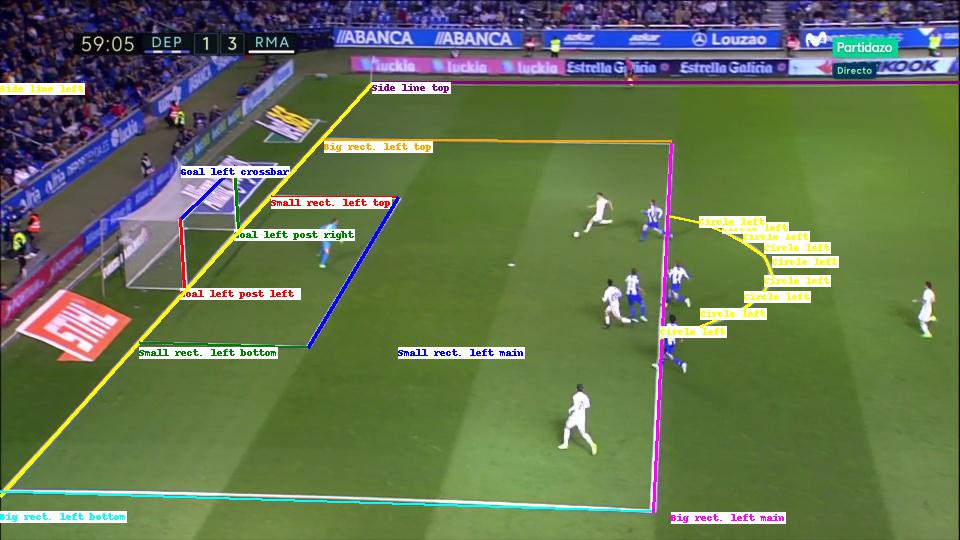 59:05 DEP 1 3 RMA
ABANCA ABANCA
Louzao
M
Partidazo
luckia luckia luckia Estrella Galicia Estrella Galicia
Directo
Side line left
Side line top
Big rect. left top
Goal left crossbar
Small rect. left top
Circle left
Circle left
Circle left
Goal left post right
Circle left
Circle left
Circle left
Goal left post left
Circle left
Circle left
Circle left
Small rect. left bottom
Small rect. left main
Big rect. left bottom
Big rect. left main